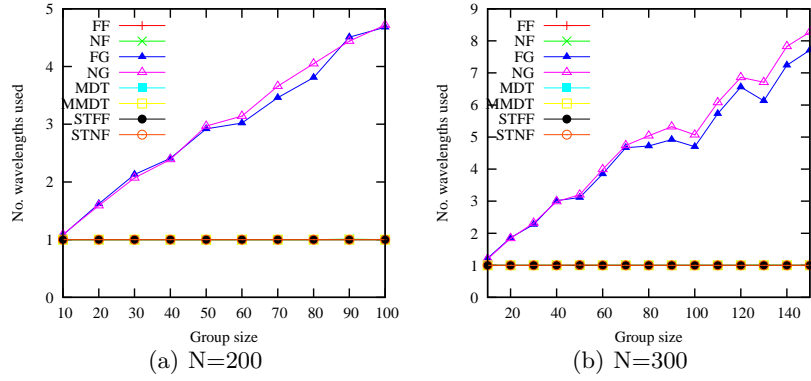 FF
NF
FG
NG
MDT
MMDT
STFF
STNF
No. wavelengths used
5
4
3
2
1
0
10 20 30 40 50 60 70 80 90 100
Group size
(a) N=200
FF
NF
FG
NG
MDT
MMDT
STFF
STNF
No. wavelengths used
9
8
7
6
5
4
3
2
1
0
20 40 60 80 100 120 140
Group size
(b) N=300